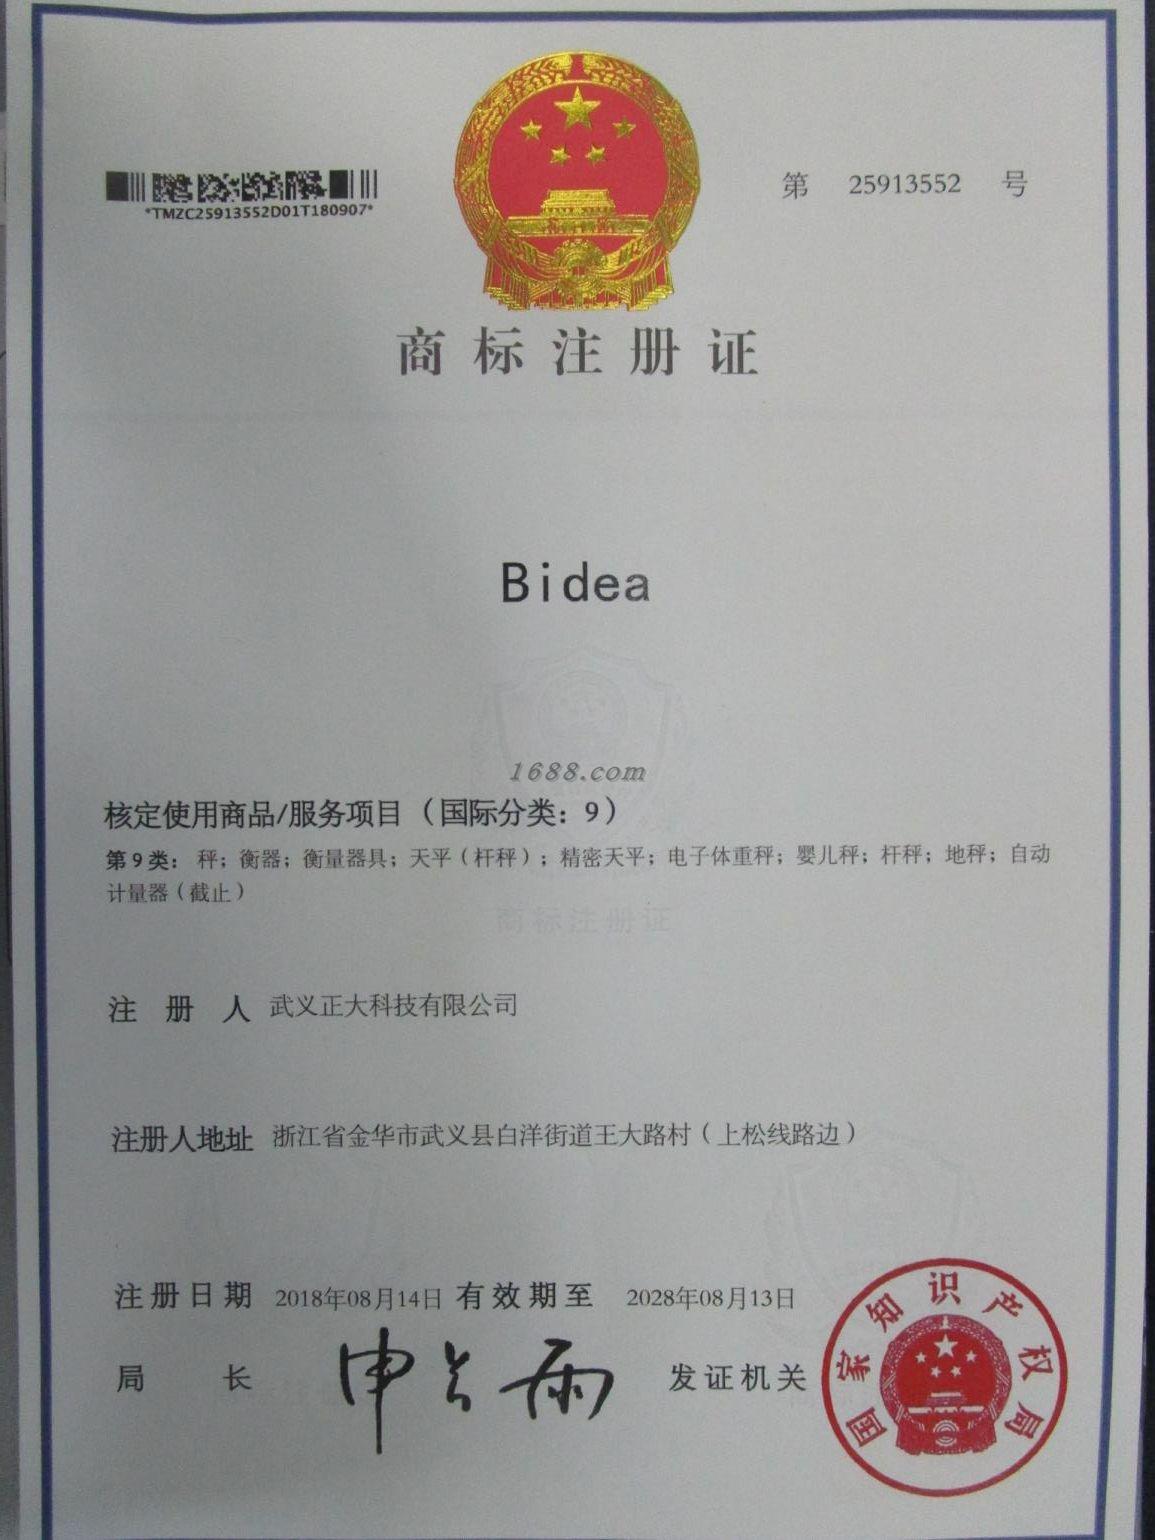 *TMZC25913552D01T180907*
第 25913552 号
商标注册证
Bidea
1688.com
核定使用商品/服务项目（国际分类：9）
第9类：秤；衡器；衡量器具；天平（杆秤）；精密天平；电子体重秤；婴儿秤；杆秤；地秤；自动
计量器（截止）
商标注册证
注册人 武义正大科技有限公司
注册人地址 浙江省金华市武义县白洋街道王大路村（上松线路边）
注册日期 2018年08月14日 有效期至 2028年08月13日
局长 申长雨 发证机关
国家知识产权局